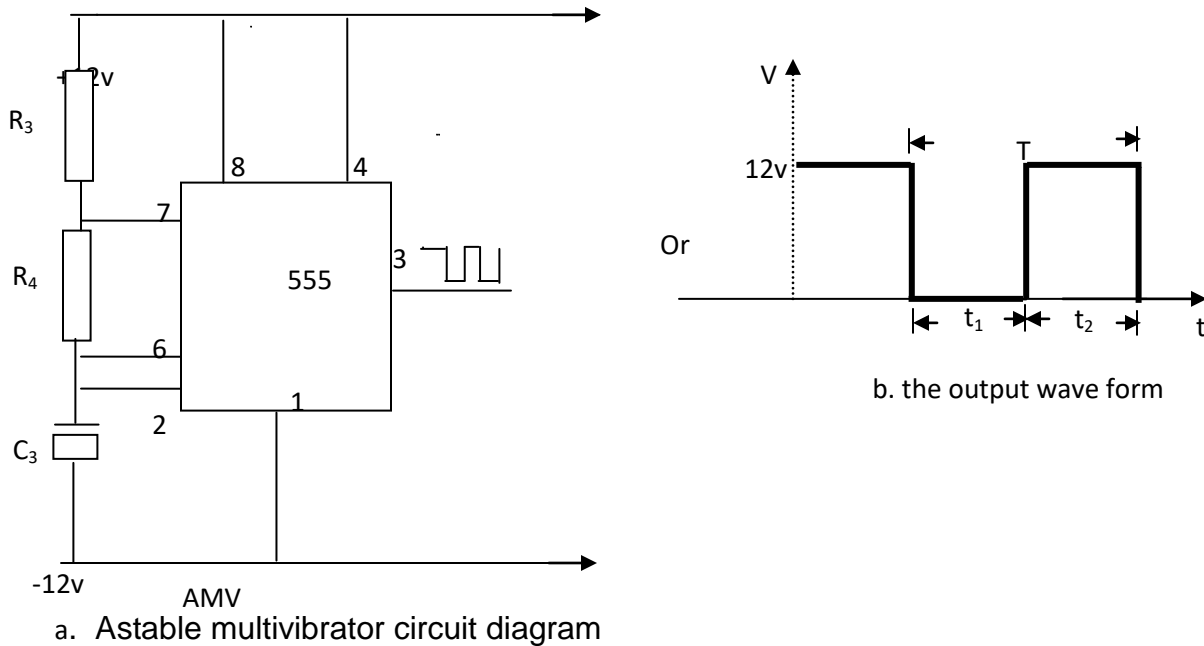 +12v
R3
8
4
7
R4
555
3
6
1
2
C3
-12v
AMV
a. Astable multivibrator circuit diagram
V
T
12v
Or
t1
t2
t
b. the output wave form